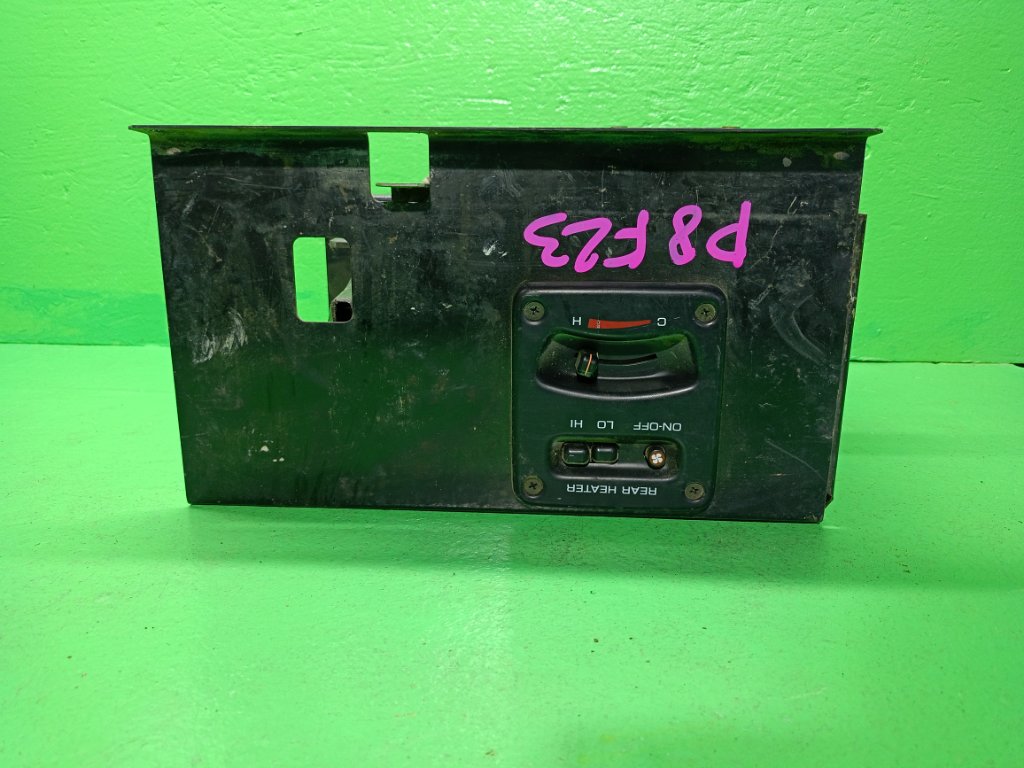 REAR HEATER
ON-OFF LO HI
C H
P8 F23